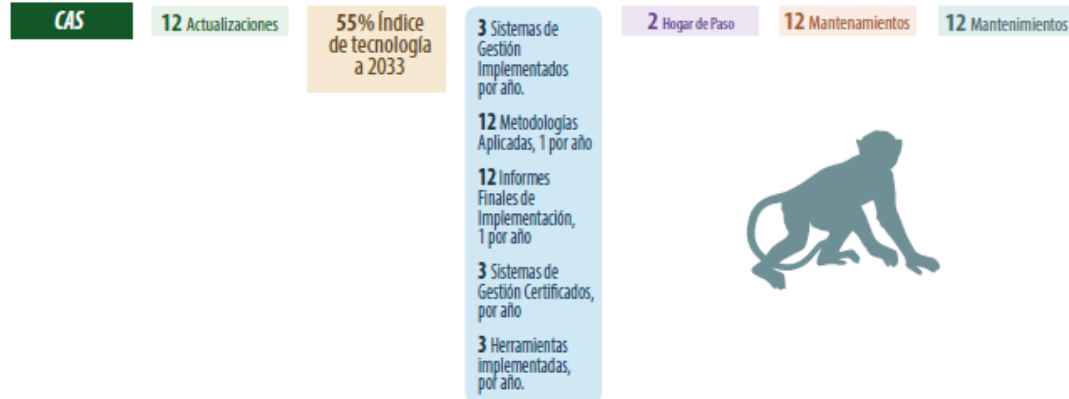 CAS
12 Actualizaciones
55% Índice
de tecnología
a 2033
3 Sistemas de
Gestión
Implementados
por año.
12 Metodologías
Aplicadas, 1 por año
12 Informes
Finales de
Implementación,
1 por año
3 Sistemas de
Gestión Certificados,
por año
3 Herramientas
implementadas,
por año.
2 Hogar de Paso
12 Mantenamientos
12 Mantenimientos